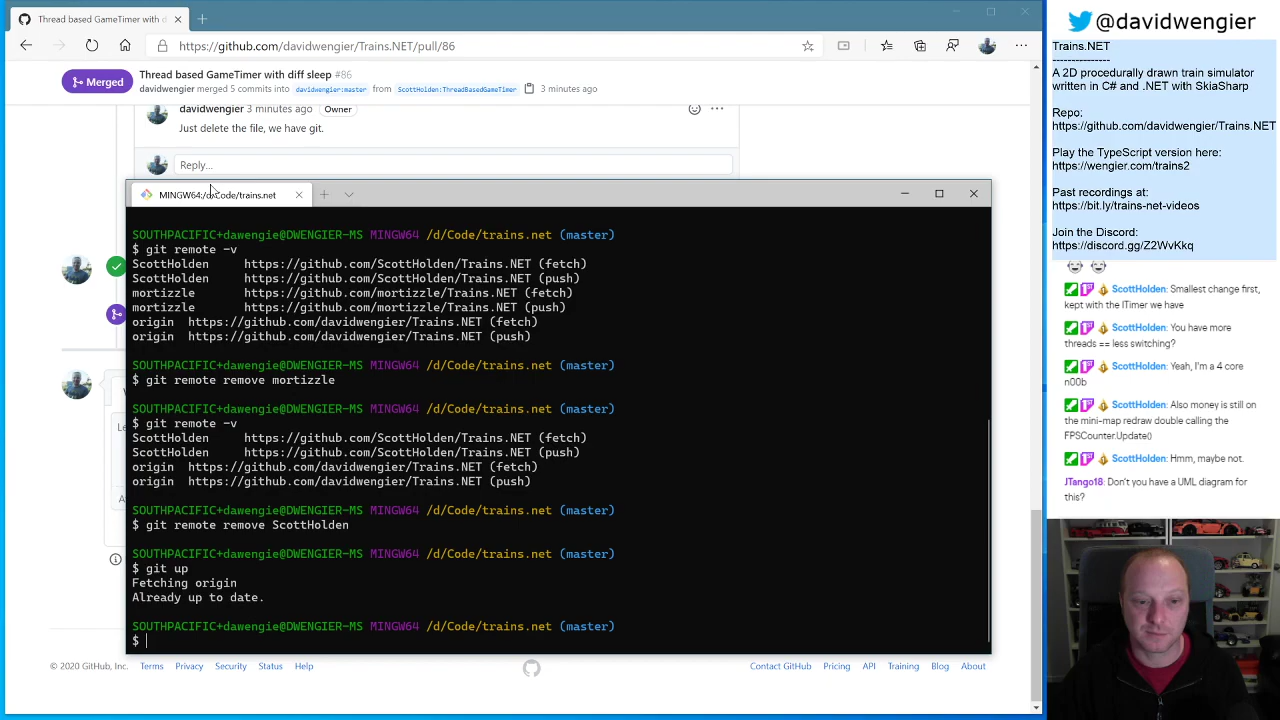 Thread based GameTimer with d
https://github.com/davidwengier/Trains.NET/pull/86
Merged
Thread based GameTimer with diff sleep #86
davidwengier merged 5 commits into davidwengier:master from ScottHolden:ThreadBasedGameTimer 3 minutes ago
davidwengier 3 minutes ago Owner
Just delete the file, we have git.
Reply...
MINGW64:/d/Code/trains.net
SOUTHPACIFIC+dawengie@DWENGIER-MS MINGW64 /d/Code/trains.net (master)
$ git remote -v
ScottHolden https://github.com/ScottHolden/Trains.NET (fetch)
ScottHolden https://github.com/ScottHolden/Trains.NET (push)
mortizzle https://github.com/mortizzle/Trains.NET (fetch)
mortizzle https://github.com/mortizzle/Trains.NET (push)
origin https://github.com/davidwengier/Trains.NET (fetch)
origin https://github.com/davidwengier/Trains.NET (push)
SOUTHPACIFIC+dawengie@DWENGIER-MS MINGW64 /d/Code/trains.net (master)
$ git remote remove mortizzle
SOUTHPACIFIC+dawengie@DWENGIER-MS MINGW64 /d/Code/trains.net (master)
$ git remote -v
ScottHolden https://github.com/ScottHolden/Trains.NET (fetch)
ScottHolden https://github.com/ScottHolden/Trains.NET (push)
origin https://github.com/davidwengier/Trains.NET (fetch)
origin https://github.com/davidwengier/Trains.NET (push)
SOUTHPACIFIC+dawengie@DWENGIER-MS MINGW64 /d/Code/trains.net (master)
$ git remote remove ScottHolden
SOUTHPACIFIC+dawengie@DWENGIER-MS MINGW64 /d/Code/trains.net (master)
$ git up
Fetching origin
Already up to date.
SOUTHPACIFIC+dawengie@DWENGIER-MS MINGW64 /d/Code/trains.net (master)
$
© 2020 GitHub, Inc. Terms Privacy Security Status Help
Contact GitHub Pricing API Training Blog About
@davidwengier
Trains.NET
--------------
A 2D procedurally drawn train simulator
written in C# and .NET with SkiaSharp
Repo:
https://github.com/davidwengier/Trains.NET
Play the TypeScript version here:
https://wengier.com/trains2
Past recordings at:
https://bit.ly/trains-net-videos
Join the Discord:
https://discord.gg/Z2WvKkq
ScottHolden: Smallest change first,
kept with the ITimer we have
ScottHolden: You have more
threads == less switching?
ScottHolden: Yeah, I'm a 4 core
n00b
ScottHolden: Also money is still on
the mini-map redraw double calling the
FPSCounter.Update()
ScottHolden: Hmm, maybe not.
JTango18: Don't you have a UML diagram for
this?